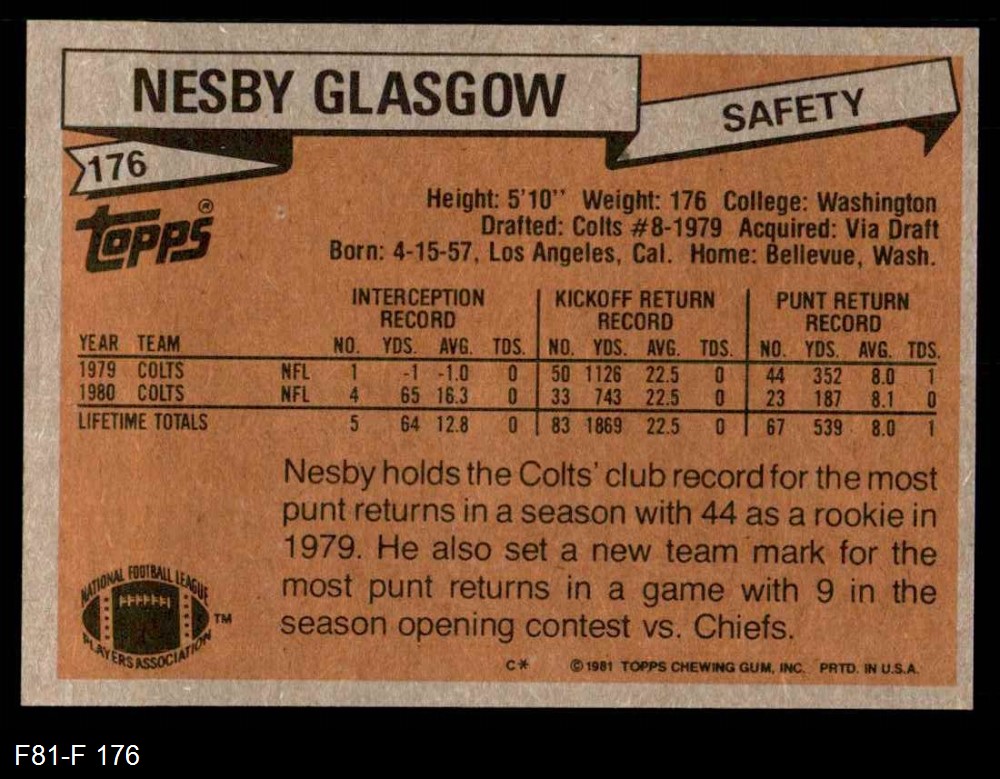 NESBY GLASGOW
SAFETY
176
topps®
Height: 5'10'' Weight: 176 College: Washington
Drafted: Colts #8-1979 Acquired: Via Draft
Born: 4-15-57, Los Angeles, Cal. Home: Bellevue, Wash.
INTERCEPTION RECORD KICKOFF RETURN RECORD PUNT RETURN RECORD
YEAR TEAM NO. YDS. AVG. TDS. NO. YDS. AVG. TDS. NO. YDS. AVG. TDS.
1979 COLTS NFL 1 -1 -1.0 0 50 1126 22.5 0 44 352 8.0 1
1980 COLTS NFL 4 65 16.3 0 33 743 22.5 0 23 187 8.1 0
LIFETIME TOTALS 5 64 12.8 0 83 1869 22.5 0 67 539 8.0 1
Nesby holds the Colts' club record for the most
punt returns in a season with 44 as a rookie in
1979. He also set a new team mark for the
most punt returns in a game with 9 in the
season opening contest vs. Chiefs.
NATIONAL FOOTBALL LEAGUE
PLAYERS ASSOCIATION
TM
C* © 1981 TOPPS CHEWING GUM, INC. PRTD. IN U.S.A.
F81-F 176